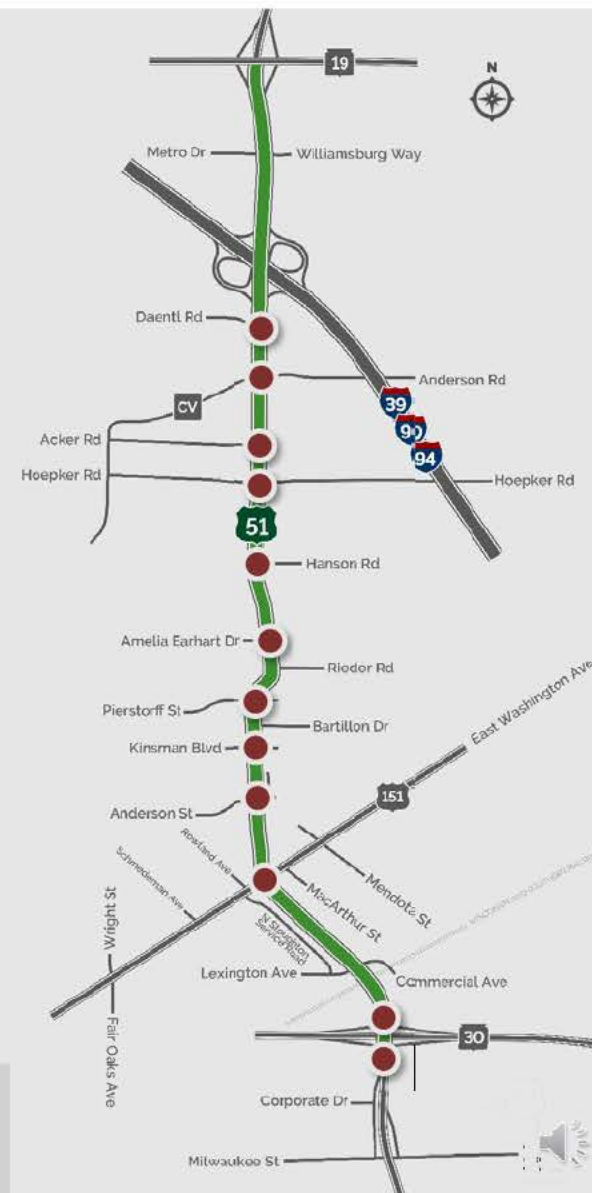 19
N
Metro Dr
Williamsburg Way
Daentl Rd
Anderson Rd
39
CV
90
Acker Rd
94
Hoepker Rd
Hoepker Rd
51
Hanson Rd
Amelia Earhart Dr
Rieder Rd
East Washington Ave
Pierstorff St
Bartillon Dr
Kinsman Blvd
151
Anderson St
Rowland Ave
Schmedeman Ave
Mendota St
MacArthur St
Wright St
N Stoughton
Service Road
Lexington Ave
Commercial Ave
Fair Oaks Ave
30
Corporate Dr
Milwaukee St